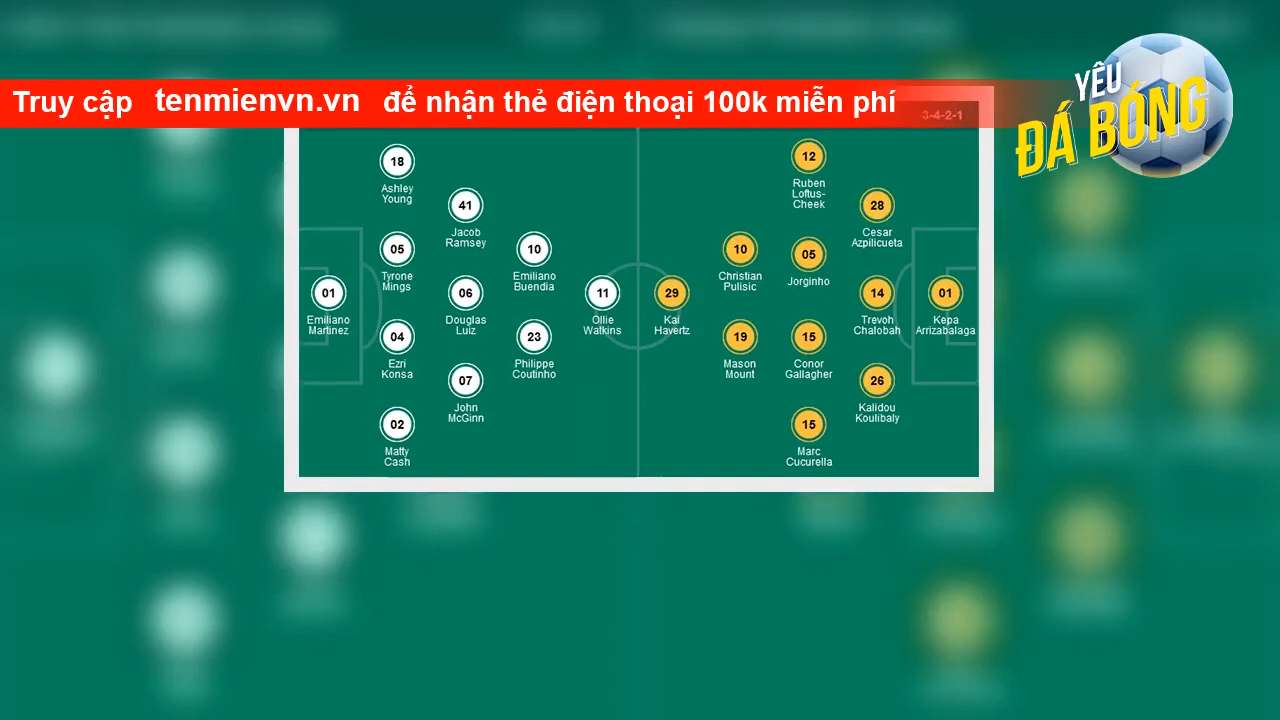 Truy cập tenmienvn.vn để nhận thẻ điện thoại 100k miễn phí
YÊU
ĐÁ BÓNG
3-4-2-1
18
Ashley
Young
41
Jacob
Ramsey
05
Tyrone
Mings
10
Emiliano
Buendia
01
Emiliano
Martinez
06
Douglas
Luiz
11
Ollie
Watkins
04
Ezri
Konsa
23
Philippe
Coutinho
07
John
McGinn
02
Matty
Cash
12
Ruben
Loftus-
Cheek
28
Cesar
Azpilicueta
10
Christian
Pulisic
05
Jorginho
29
Kai
Havertz
14
Trevoh
Chalobah
01
Kepa
Arrizabalaga
19
Mason
Mount
15
Conor
Gallagher
26
Kalidou
Koulibaly
15
Marc
Cucurella